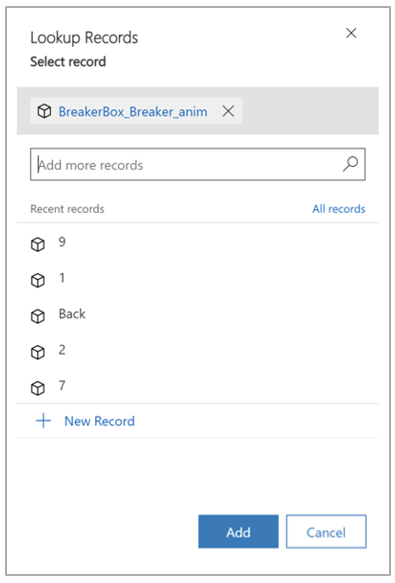 Lookup Records
Select record
BreakerBox_Breaker_anim
Add more records
Recent records All records
9
1
Back
2
7
New Record
Add Cancel